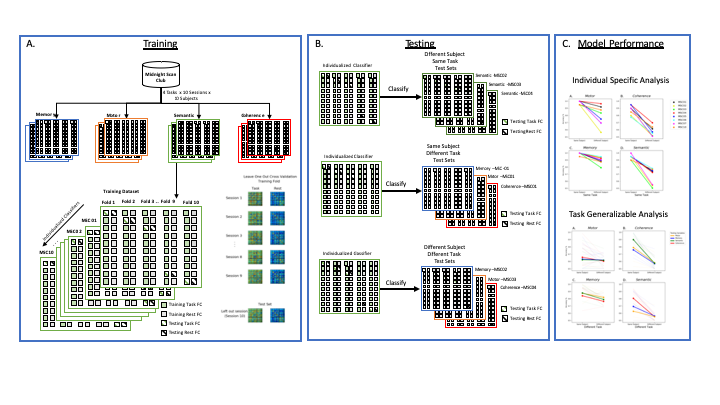 A.
Training
Midnight Scan
Club
4 Tasks x 10 Sessions x
10 Subjects
Memory
Motor
Semantic
Coherence
Training Dataset
Fold 1 Fold 2 Fold 3 .. Fold 9 Fold 10
Individualized Classifiers
MSC 01
MSC0 2
MSC10
Training Task FC
Training Rest FC
Testing Task FC
Testing Rest FC
Leave One Out Cross Validation
Training Fold
Task Rest
Session 1
Session 2
Session 3
Session 8
Session 9
Test Set
Left out session
(Session 10)
B.
Testing
Different Subject
Same Task
Test Sets
Individualized Classifier
Classify
Semantic -MSC02
Semantic -MSC03
Semantic -MSC01
Testing Task FC
Testing Rest FC
Same Subject
Different Task
Test Sets
Individualized Classifier
Classify
Memory -MSC-01
Motor -MSC01
Coherence -MSC01
Testing Task FC
Testing Rest FC
Different Subject
Different Task
Test Sets
Individualized Classifier
Classify
Memory -MSC02
Motor -MSC03
Coherence -MSC04
Testing Task FC
Testing Rest FC
C. Model Performance
Individual Specific Analysis
Motor
Coherence
Memory
Semantic
Task Generalizable Analysis
Motor
Coherence
Memory
Semantic
Different Task